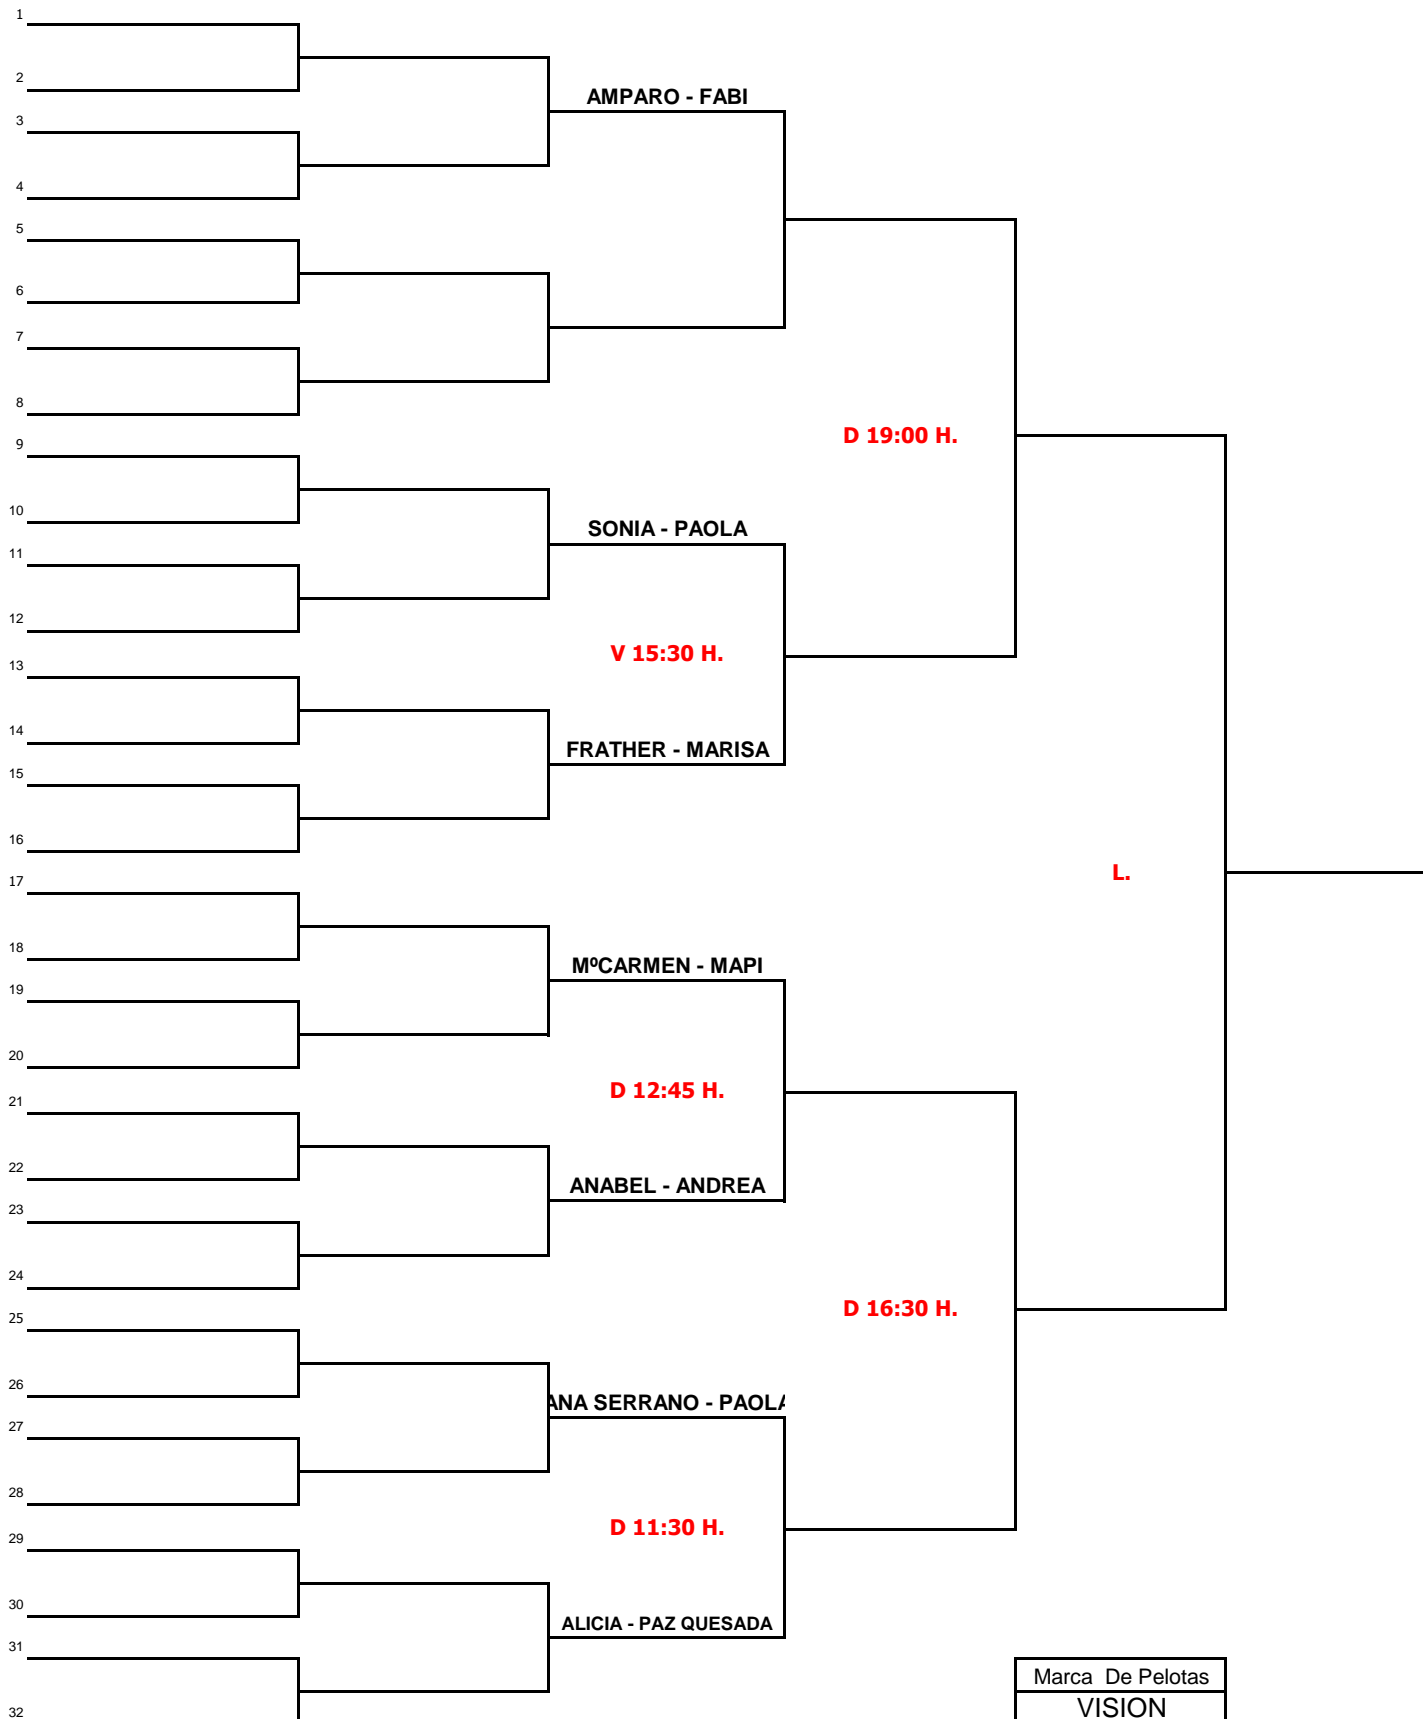 1
2
AMPARO - FABI
3
4
5
6
7
8
D 19:00 H.
9
10
SONIA - PAOLA
11
12
V 15:30 H.
13
14
FRATHER - MARISA
15
16
L.
17
18
MºCARMEN - MAPI
19
20
D 12:45 H.
21
22
ANABEL - ANDREA
23
24
D 16:30 H.
25
26
ANA SERRANO - PAOLA
27
28
D 11:30 H.
29
30
ALICIA - PAZ QUESADA
31
Marca De Pelotas
32
VISION